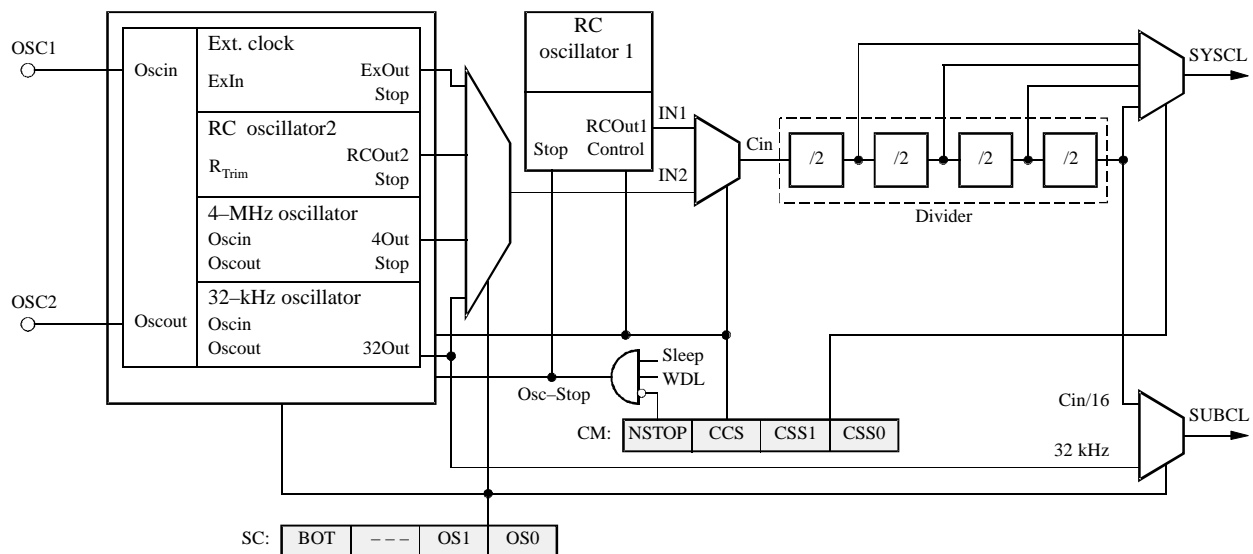 OSC1
OSC2
Oscin
Oscout
Ext. clock
ExIn
ExOut
Stop
RC oscillator2
RTrim
RCOut2
Stop
4–MHz oscillator
Oscin
4Out
Oscout
Stop
32–kHz oscillator
Oscin
Oscout
32Out
RC
oscillator 1
RCOut1
Stop
Control
IN1
IN2
Cin
/2
/2
/2
/2
Divider
SYSCL
Sleep
WDL
Osc–Stop
CM:
NSTOP
CCS
CSS1
CSS0
Cin/16
32 kHz
SUBCL
SC:
BOT
– – –
OS1
OS0